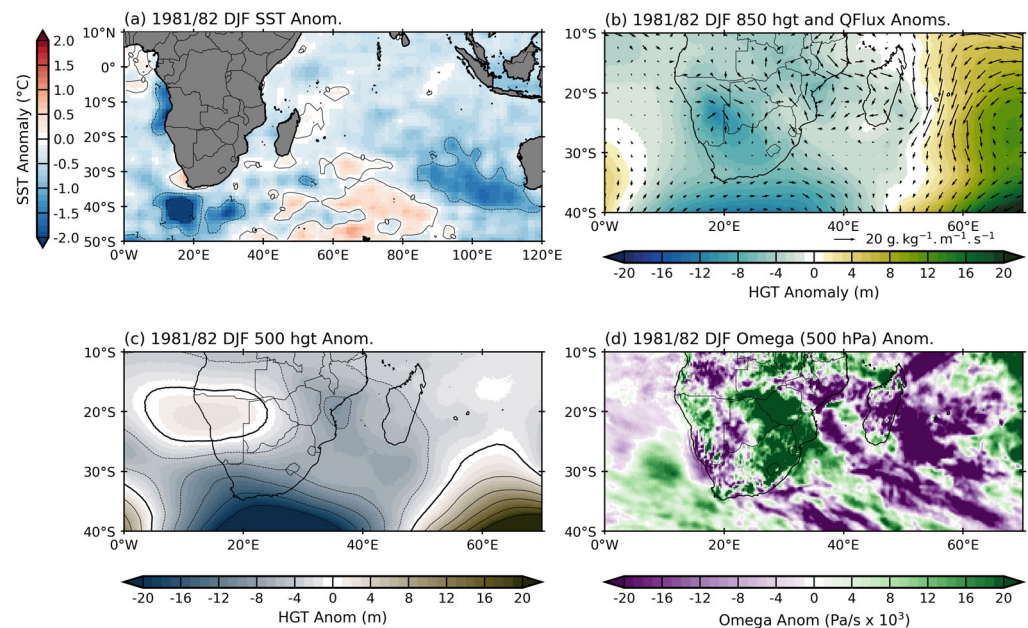 (a) 1981/82 DJF SST Anom.
10°N
0°
10°S
20°S
30°S
40°S
50°S
0°E 20°E 40°E 60°E 80°E 100°E 120°E
SST Anomaly (°C)
2.0
1.5
1.0
0.5
0.0
-0.5
-1.0
-1.5
-2.0
(b) 1981/82 DJF 850 hgt and QFlux Anoms.
10°S
20°S
30°S
40°S
0°W 20°E 40°E 60°E
20 g.kg⁻¹.m⁻¹.s⁻¹
-20 -16 -12 -8 -4 0 4 8 12 16 20
HGT Anomaly (m)
(c) 1981/82 DJF 500 hgt Anom.
10°S
20°S
30°S
40°S
0°W 20°E 40°E 60°E
-20 -16 -12 -8 -4 0 4 8 12 16 20
HGT Anom (m)
(d) 1981/82 DJF Omega (500 hPa) Anom.
10°S
20°S
30°S
40°S
0°W 20°E 40°E 60°E
-20 -16 -12 -8 -4 0 4 8 12 16 20
Omega Anom (Pa/s x 10³)